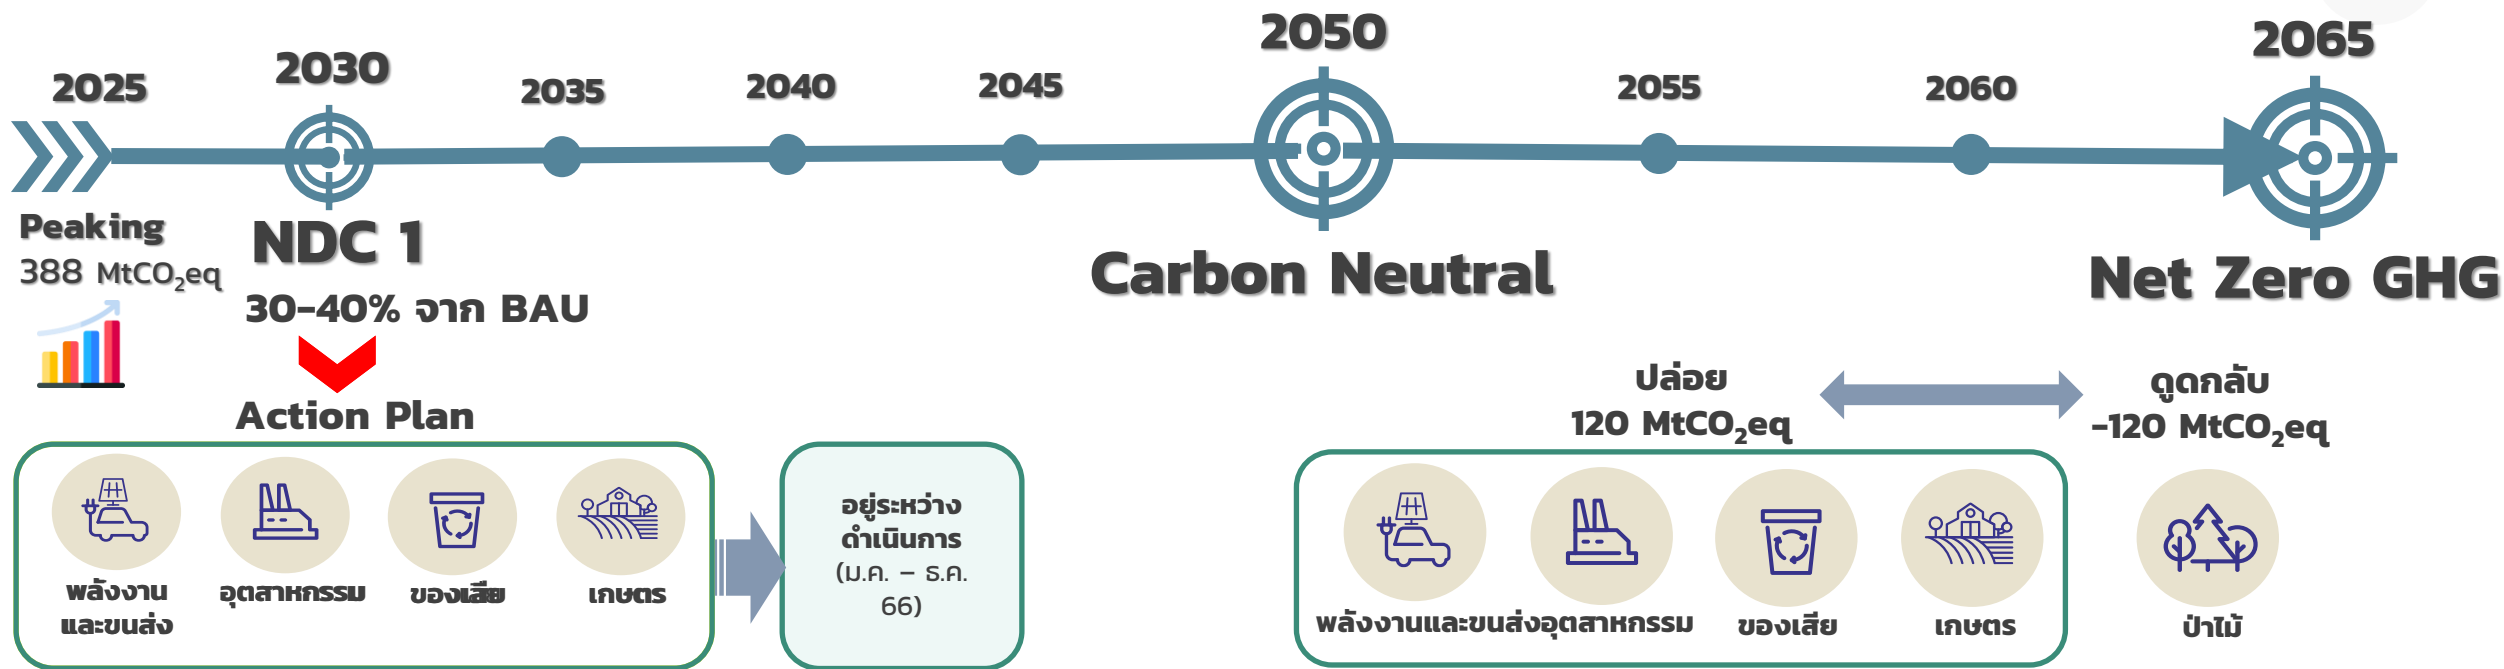 2025
2030
2035
2040
2045
2050
2055
2060
2065
Peaking
388 MtCO₂eq
NDC 1
30-40% จาก BAU
Carbon Neutral
Net Zero GHG
Action Plan
พลังงาน
และขนส่ง
อุตสาหกรรม
ของเสีย
เกษตร
อยู่ระหว่าง
ดำเนินการ
(ม.ค. – ธ.ค.
66)
ปล่อย
120 MtCO₂eq
ดูดกลับ
-120 MtCO₂eq
พลังงานและขนส่ง
อุตสาหกรรม
ของเสีย
เกษตร
ป่าไม้